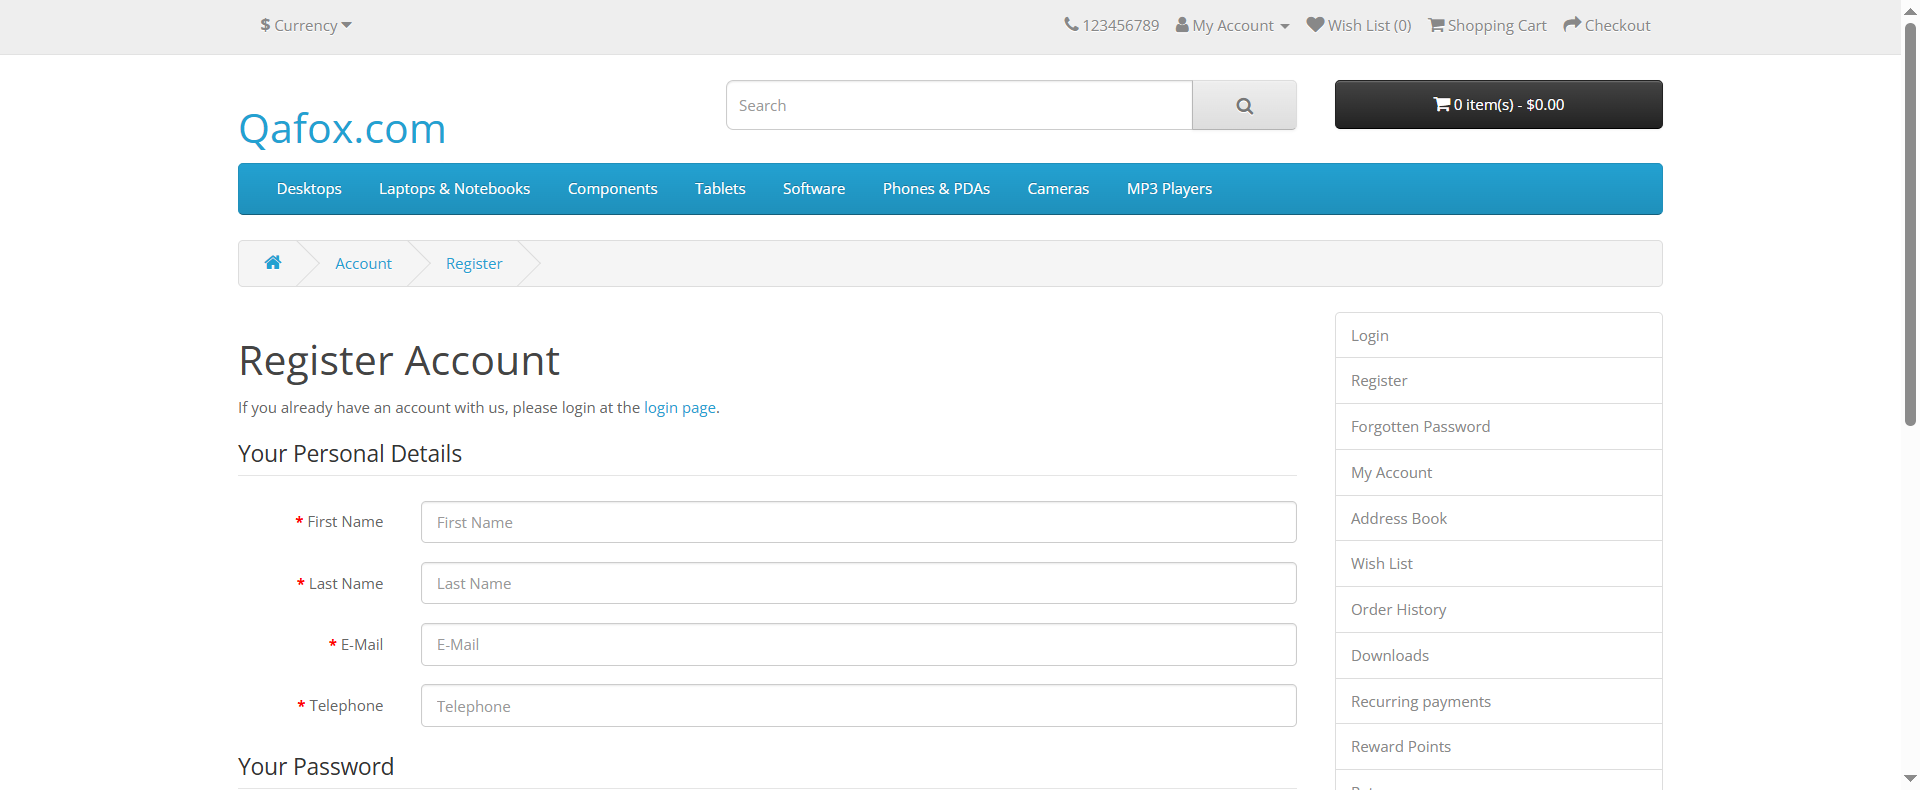 $ Currency
123456789 My Account Wish List (0) Shopping Cart Checkout
Qafox.com
Search
0 item(s) - $0.00
Desktops Laptops & Notebooks Components Tablets Software Phones & PDAs Cameras MP3 Players
Account Register
Register Account
If you already have an account with us, please login at the login page.
Your Personal Details
* First Name First Name
* Last Name Last Name
* E-Mail E-Mail
* Telephone Telephone
Your Password
Login
Register
Forgotten Password
My Account
Address Book
Wish List
Order History
Downloads
Recurring payments
Reward Points